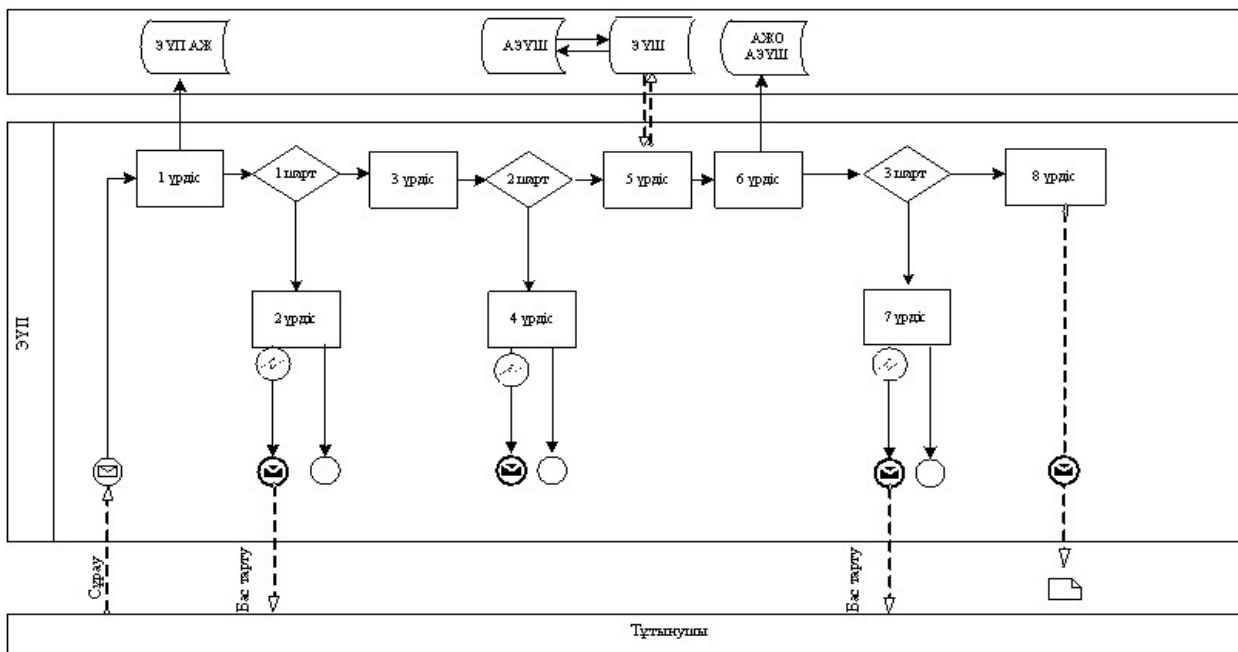 ЭҮП АЖ
АЭҮШ
ЭҮШ
АЖО
АЭҮШ
1 үрдіс
1 шарт
3 үрдіс
2 шарт
5 үрдіс
6 үрдіс
3 шарт
8 үрдіс
2 үрдіс
4 үрдіс
7 үрдіс
ЭҮП
Сұрау
Бас тарту
Бас тарту
Тұтынушы